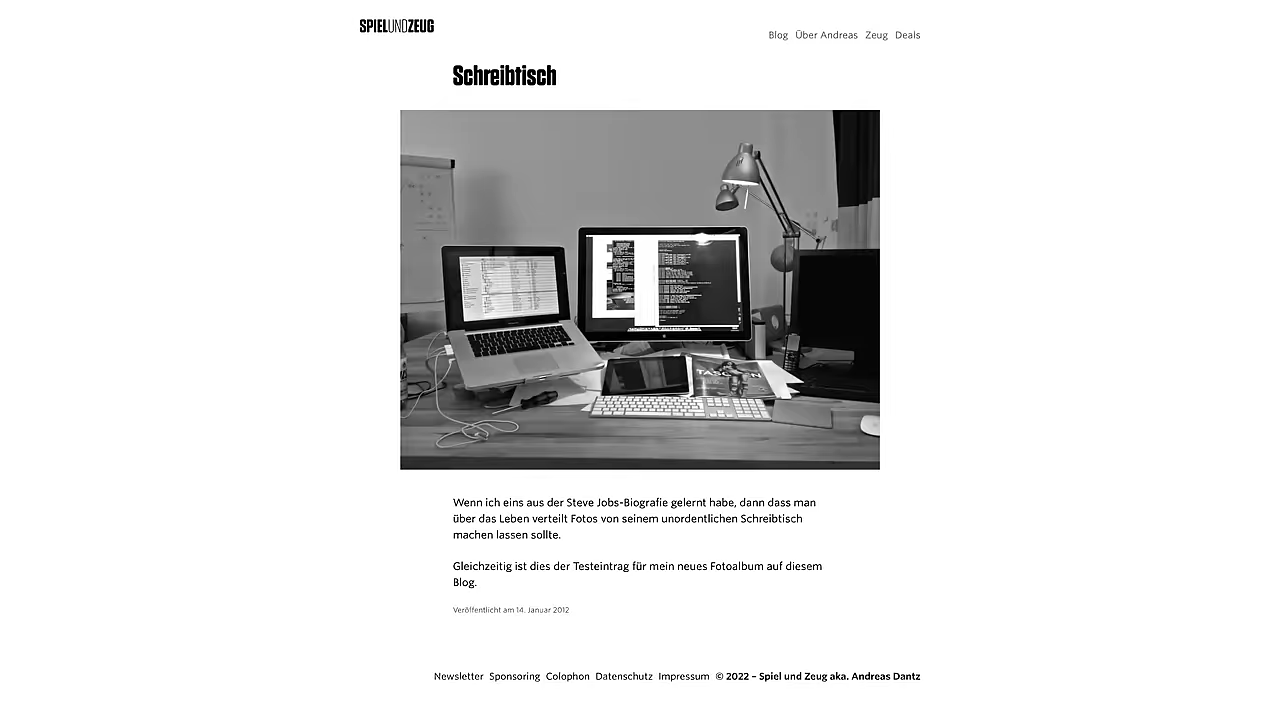 SPIELUNDZEUG
Blog Über Andreas Zeug Deals
Schreibtisch
TASCHEN
Wenn ich eins aus der Steve Jobs-Biografie gelernt habe, dann dass man
über das Leben verteilt Fotos von seinem unordentlichen Schreibtisch
machen lassen sollte.
Gleichzeitig ist dies der Testeintrag für mein neues Fotoalbum auf diesem
Blog.
Veröffentlicht am 14. Januar 2012
Newsletter Sponsoring Colophon Datenschutz Impressum © 2022 – Spiel und Zeug aka. Andreas Dantz